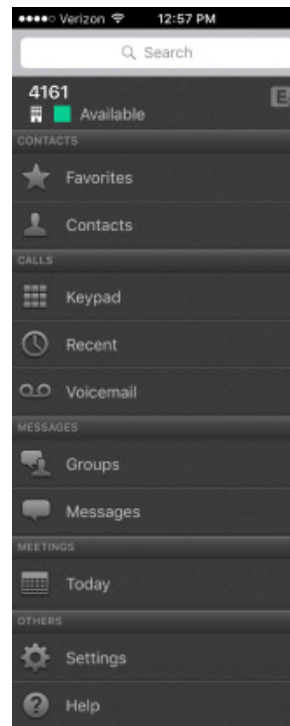 Verizon 12:57 PM
Search
4161
E
Available
CONTACTS
Favorites
Contacts
CALLS
Keypad
Recent
Voicemail
MESSAGES
Groups
Messages
MEETINGS
Today
OTHERS
Settings
Help